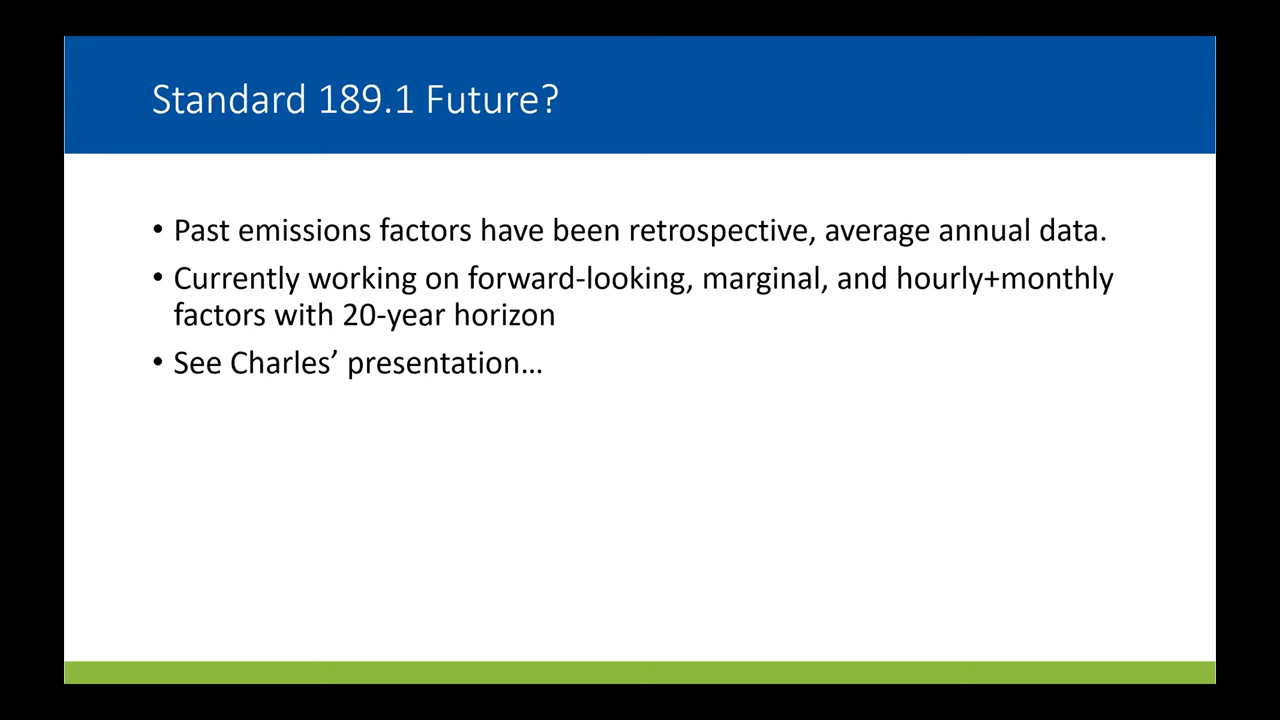 Standard 189.1 Future?
• Past emissions factors have been retrospective, average annual data.
• Currently working on forward-looking, marginal, and hourly+monthly
factors with 20-year horizon
• See Charles’ presentation…